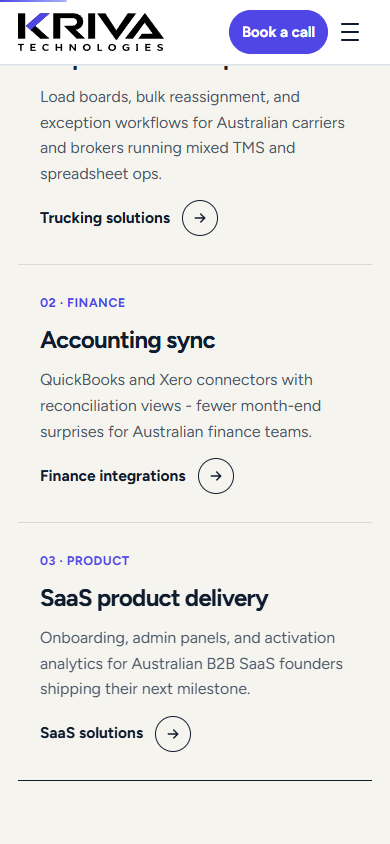 KRIVA
TECHNOLOGIES
Book a call
Load boards, bulk reassignment, and
exception workflows for Australian carriers
and brokers running mixed TMS and
spreadsheet ops.
Trucking solutions
02 · FINANCE
Accounting sync
QuickBooks and Xero connectors with
reconciliation views - fewer month-end
surprises for Australian finance teams.
Finance integrations
03 · PRODUCT
SaaS product delivery
Onboarding, admin panels, and activation
analytics for Australian B2B SaaS founders
shipping their next milestone.
SaaS solutions